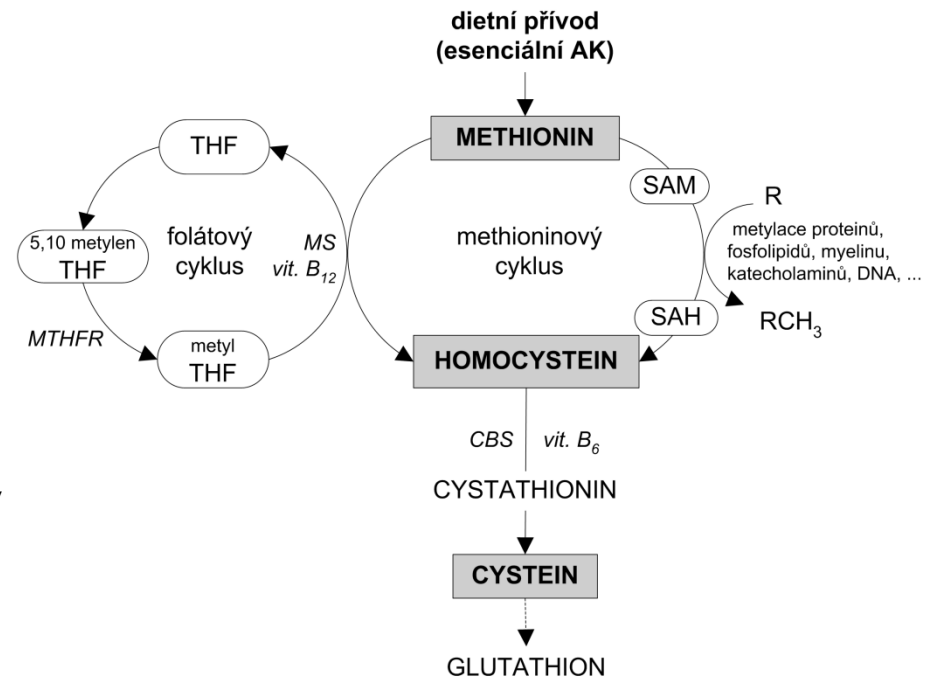 dietní přívod
(esenciální AK)
METHIONIN
THF
SAM
R
metylace proteinů,
fosfolipidů, myelinu,
katecholaminů, DNA, ...
5,10 metylen
THF
folátový
cyklus
MS
vit. B12
methioninový
cyklus
SAH
RCH3
MTHFR
metyl
THF
HOMOCYSTEIN
CBS
vit. B6
CYSTATHIONIN
CYSTEIN
GLUTATHION